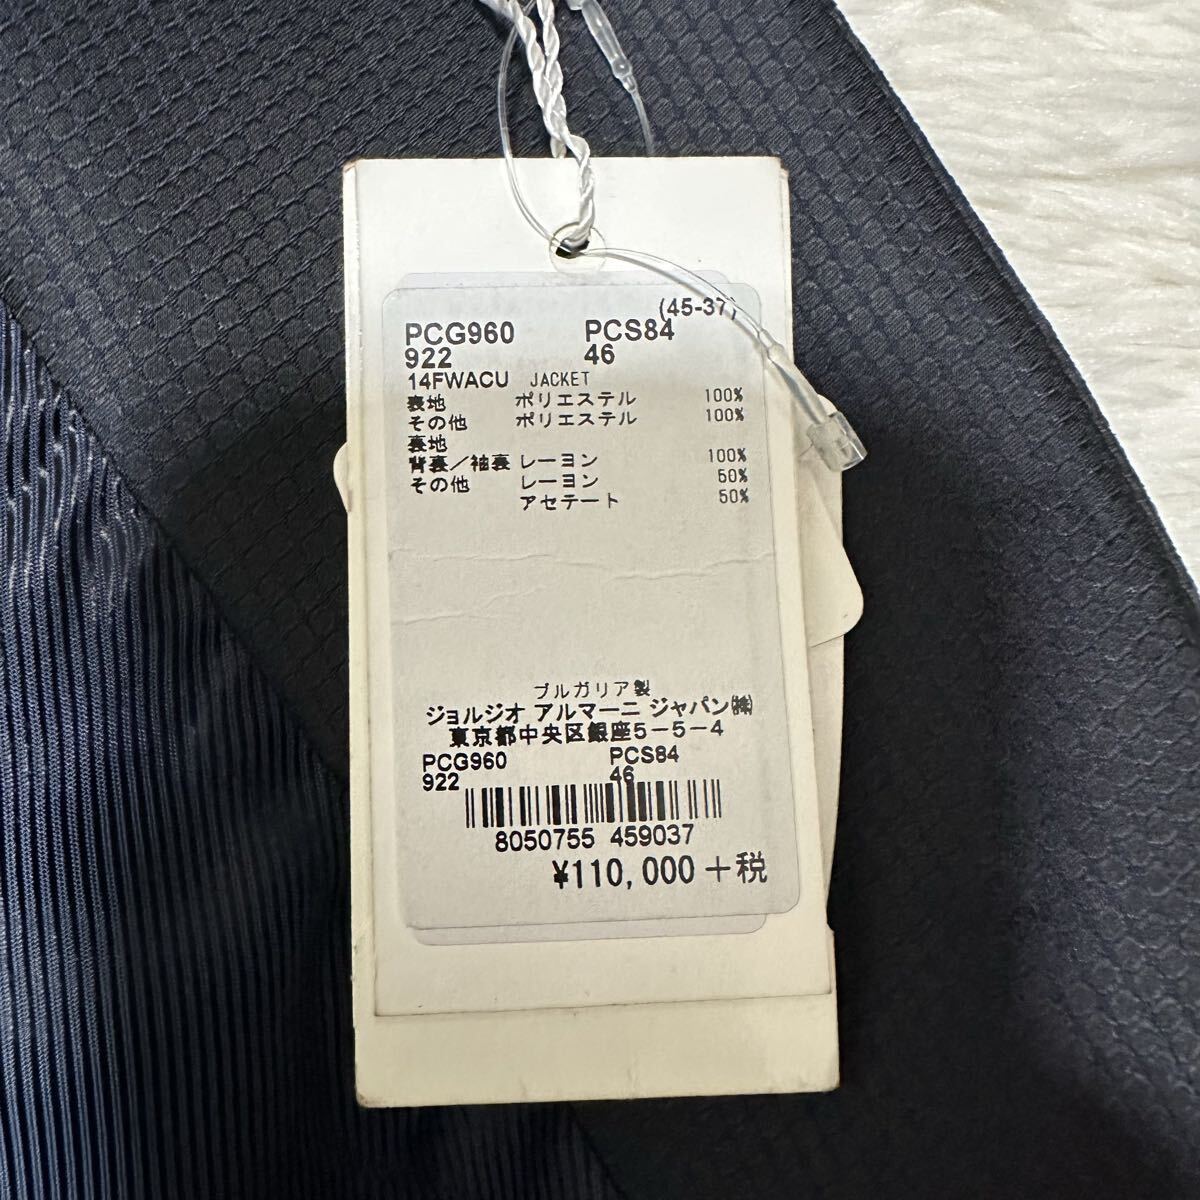 (45-37)
PCG960 PCS84
922 46
14FWACU JACKET
表地 ポリエステル 100%
その他 ポリエステル 100%
裏地
背裏/袖裏 レーヨン 100%
その他 レーヨン 50%
アセテート 50%
ブルガリア製
ジョルジオ アルマーニ ジャパン㈱
東京都中央区銀座5-5-4
PCG960 PCS84
922 46
8050755 459037
¥110,000+税